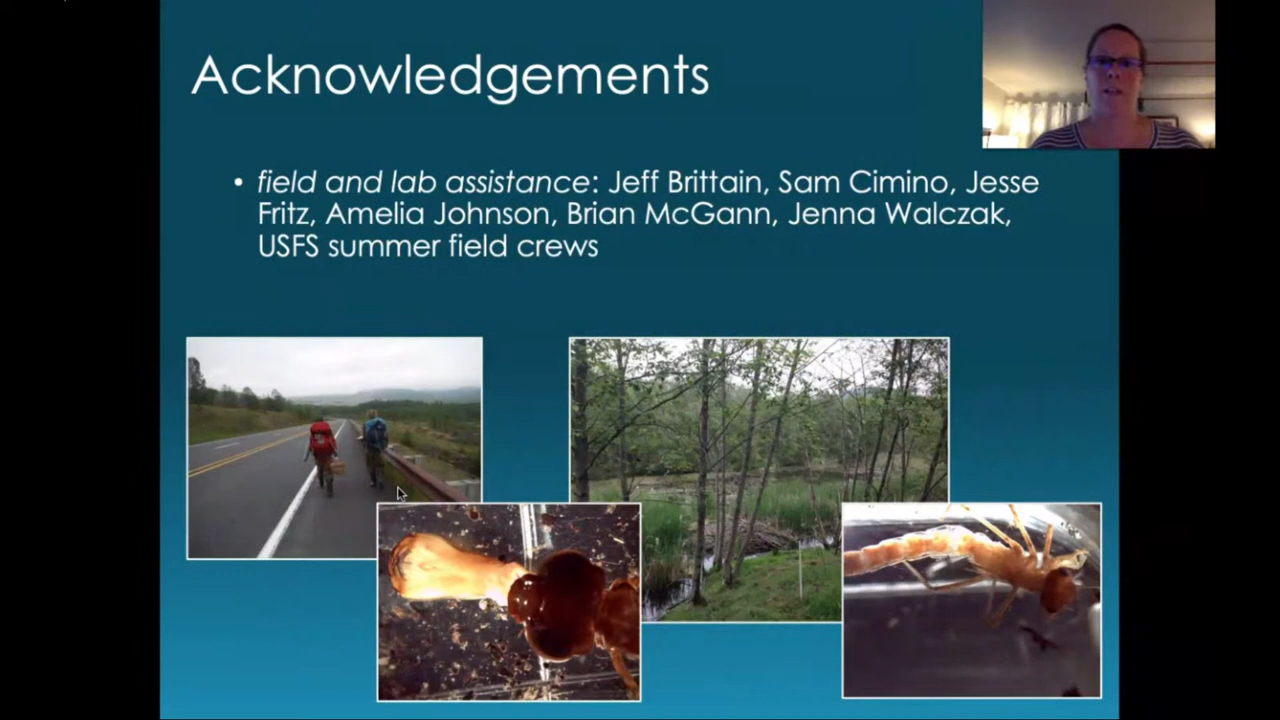 Acknowledgements
• field and lab assistance: Jeff Brittain, Sam Cimino, Jesse
Fritz, Amelia Johnson, Brian McGann, Jenna Walczak,
USFS summer field crews